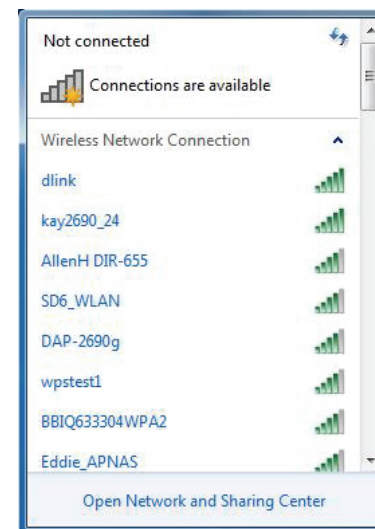 Not connected
Connections are available
Wireless Network Connection
dlink
kay2690_24
AllenH DIR-655
SD6_WLAN
DAP-2690g
wpstest1
BBIQ633304WPA2
Eddie_APNAS
Open Network and Sharing Center